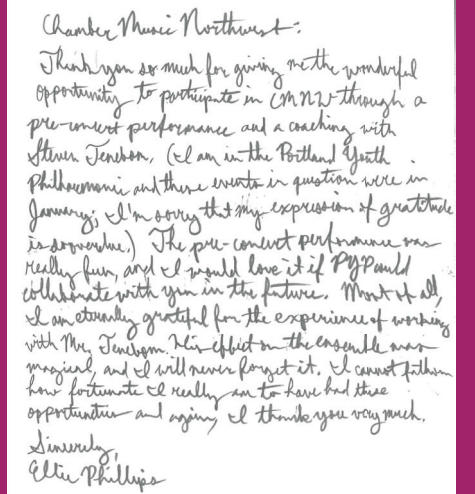 Chamber Music Northwest:
Thank you so much for giving me the wonderful
opportunity to participate in CMNW through a
pre-concert performance and a coaching with
Steven Tenebom. (I am in the Portland Youth
Philharmonic and these events in question were in
January; I'm sorry that my expression of gratitude
is so overdue.) The pre-concert performance was
really fun, and I would love it if PYP could
collaborate with you in the future. Most of all,
I am eternally grateful for the experience of working
with Mr. Tenebom. His effect on the ensemble was
magical, and I will never forget it. I cannot fathom
how fortunate I really am to have had these
opportunities and again, I thank you very much.
Sincerely,
Ellie Phillips